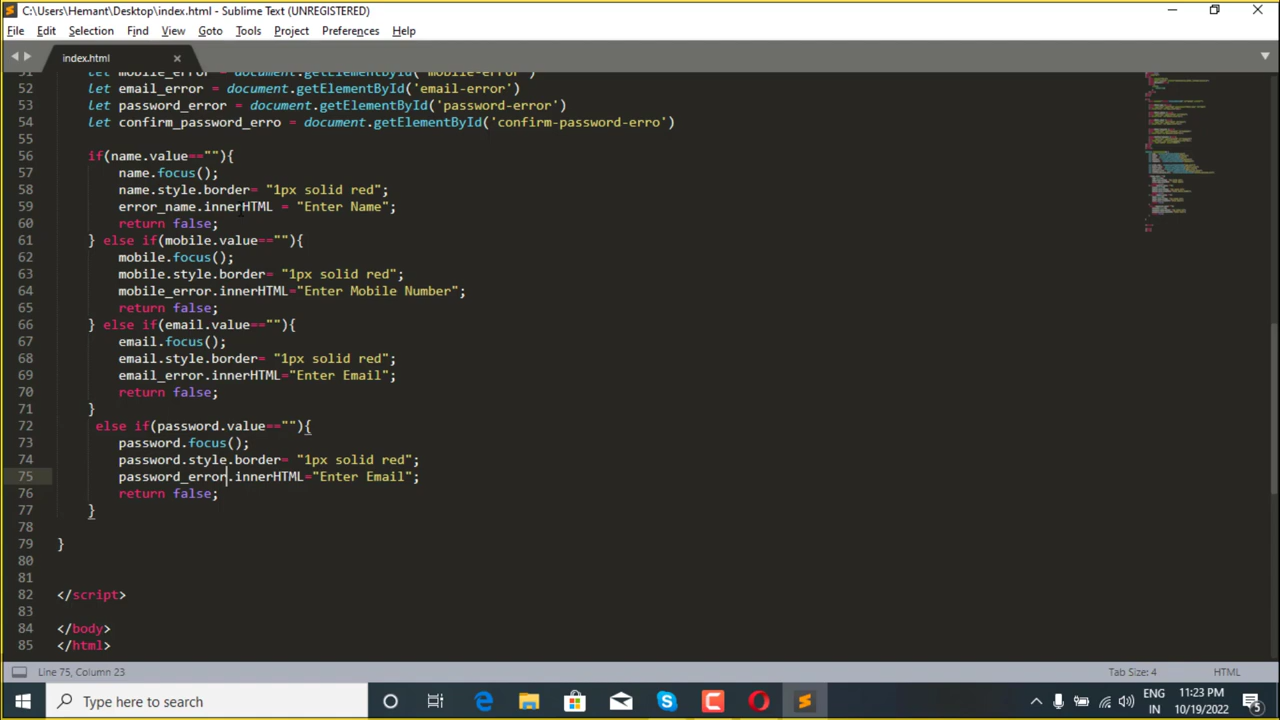 C:\Users\Hemant\Desktop\index.html - Sublime Text (UNREGISTERED)
File Edit Selection Find View Goto Tools Project Preferences Help
index.html
51 let mobile_error = document.getElementById('mobile-error')
52 let email_error = document.getElementById('email-error')
53 let password_error = document.getElementById('password-error')
54 let confirm_password_erro = document.getElementById('confirm-password-erro')
55
56 if(name.value==""){
57 name.focus();
58 name.style.border= "1px solid red";
59 error_name.innerHTML = "Enter Name";
60 return false;
61 } else if(mobile.value==""){
62 mobile.focus();
63 mobile.style.border= "1px solid red";
64 mobile_error.innerHTML="Enter Mobile Number";
65 return false;
66 } else if(email.value==""){
67 email.focus();
68 email.style.border= "1px solid red";
69 email_error.innerHTML="Enter Email";
70 return false;
71 }
72 else if(password.value==""){
73 password.focus();
74 password.style.border= "1px solid red";
75 password_error.innerHTML="Enter Email";
76 return false;
77 }
78
79 }
80
81
82 </script>
83
84 </body>
85 </html>
Line 75, Column 23 Tab Size: 4 HTML
Type here to search
ENG 11:23 PM
IN 10/19/2022 5